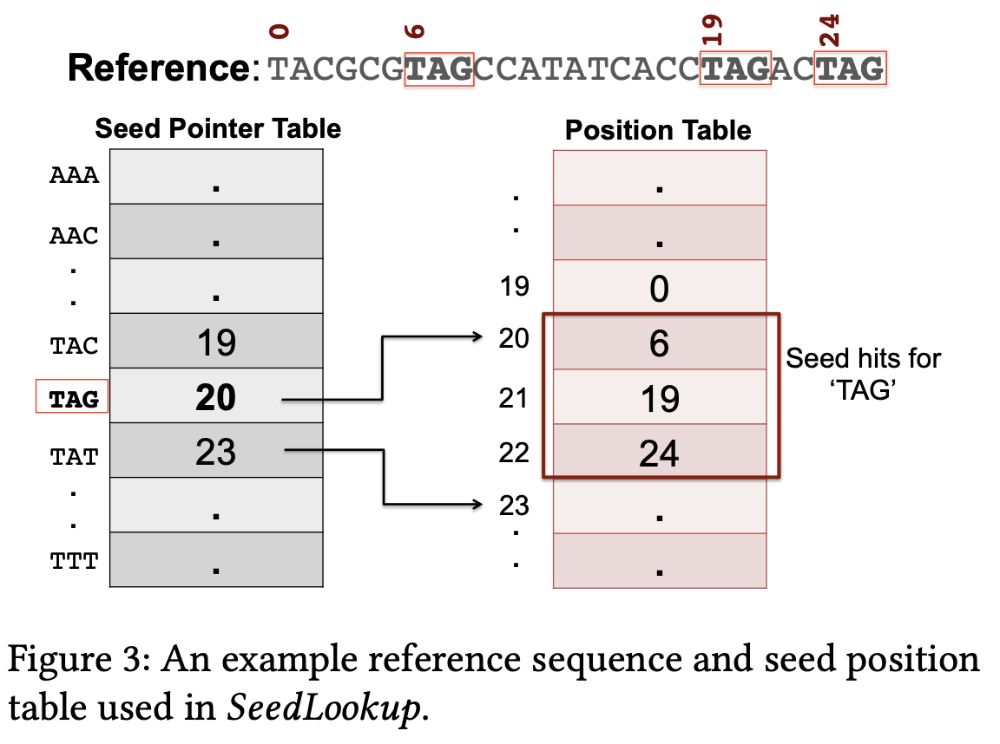 0 6 19 24
Reference: TACGCGTAGCCATATCACCTAGACTAG
Seed Pointer Table
AAA .
AAC .
. .
.
TAC 19
TAG 20
TAT 23
. .
.
TTT .
Position Table
. .
. .
19 0
20 6
21 19
22 24
23 .
.
. .
Seed hits for
‘TAG’
Figure 3: An example reference sequence and seed position
table used in SeedLookup.